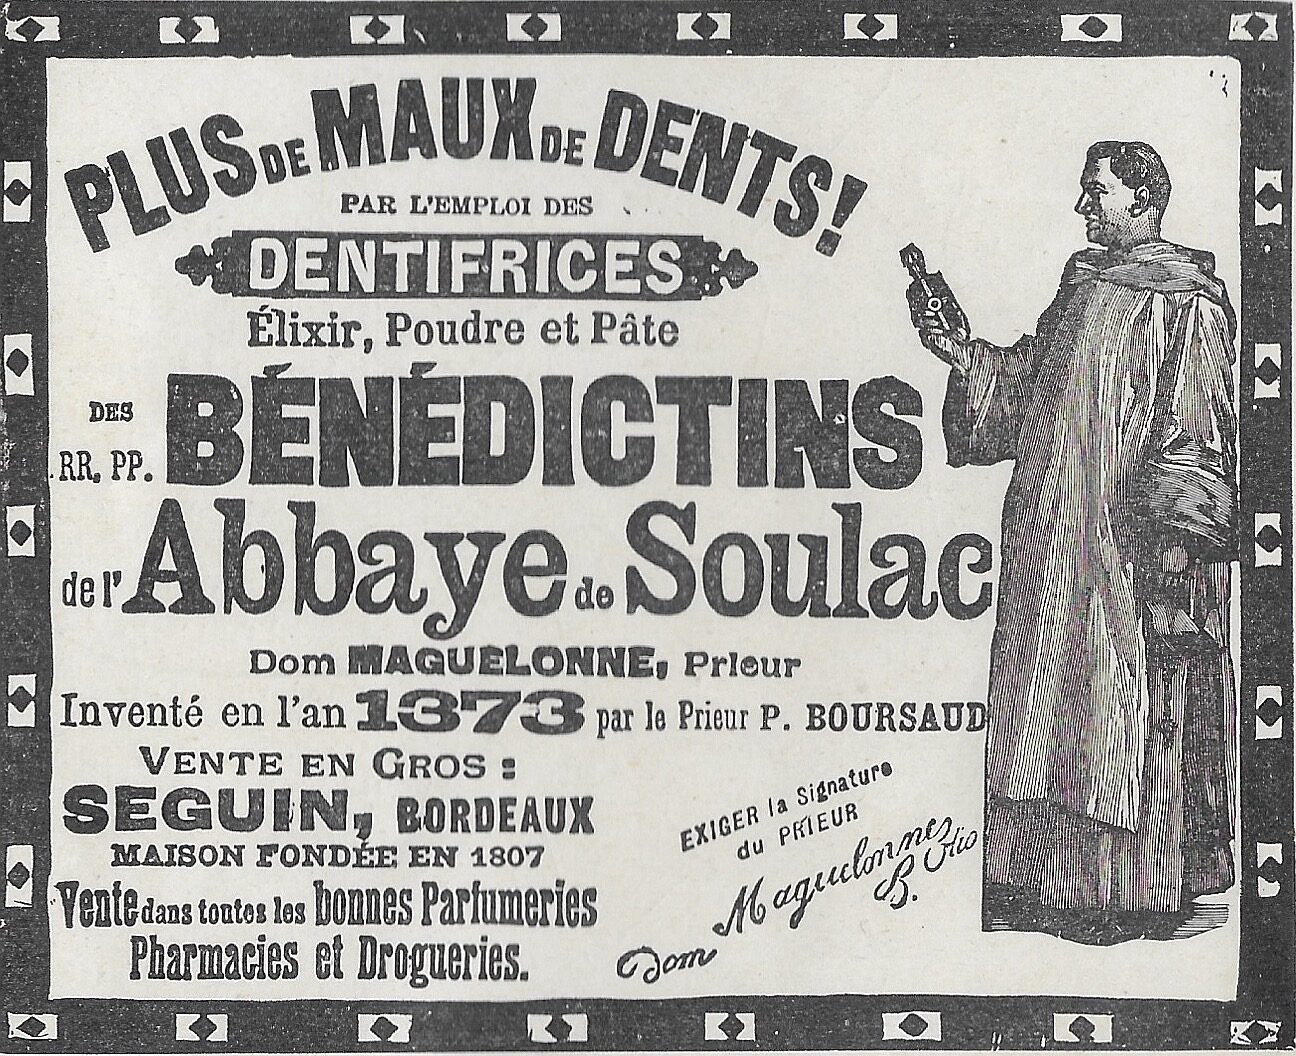 PLUS DE MAUX DE DENTS!
PAR L'EMPLOI DES
DENTIFRICES
Élixir, Poudre et Pâte
DES
RR. PP. BÉNÉDICTINS
de l'Abbaye de Soulac
Dom MAGUELONNE, Prieur
Inventé en l'an 1373 par le Prieur P. BOURSAUD
VENTE EN GROS :
SEGUIN, BORDEAUX
MAISON FONDÉE EN 1807
Vente dans toutes les bonnes Parfumeries
Pharmacies et Drogueries.
EXIGER la Signature
du PRIEUR
Dom Maguelonne